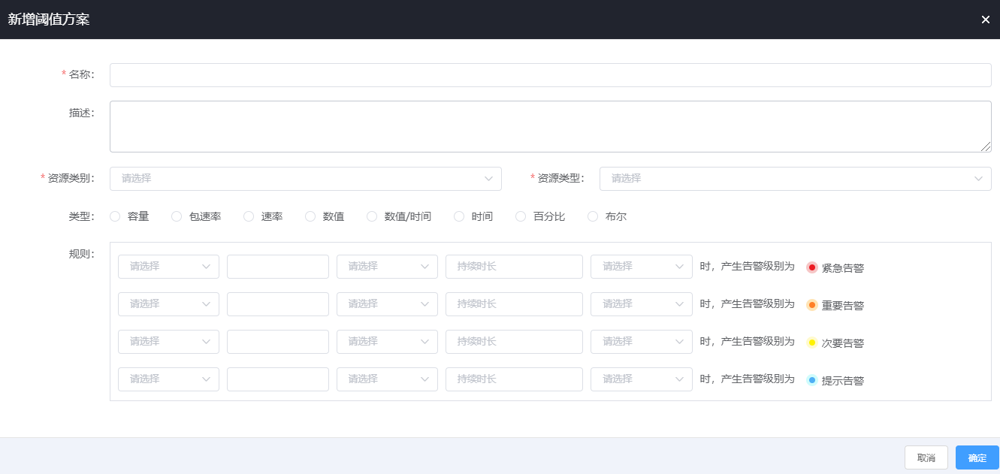 新增阈值方案
* 名称:
描述:
* 资源类别: 请选择 * 资源类型: 请选择
类型: 容量 包速率 速率 数值 数值/时间 时间 百分比 布尔
规则: 请选择 请选择 持续时长 请选择 时，产生告警级别为 紧急告警
请选择 请选择 持续时长 请选择 时，产生告警级别为 重要告警
请选择 请选择 持续时长 请选择 时，产生告警级别为 次要告警
请选择 请选择 持续时长 请选择 时，产生告警级别为 提示告警
取消 确定